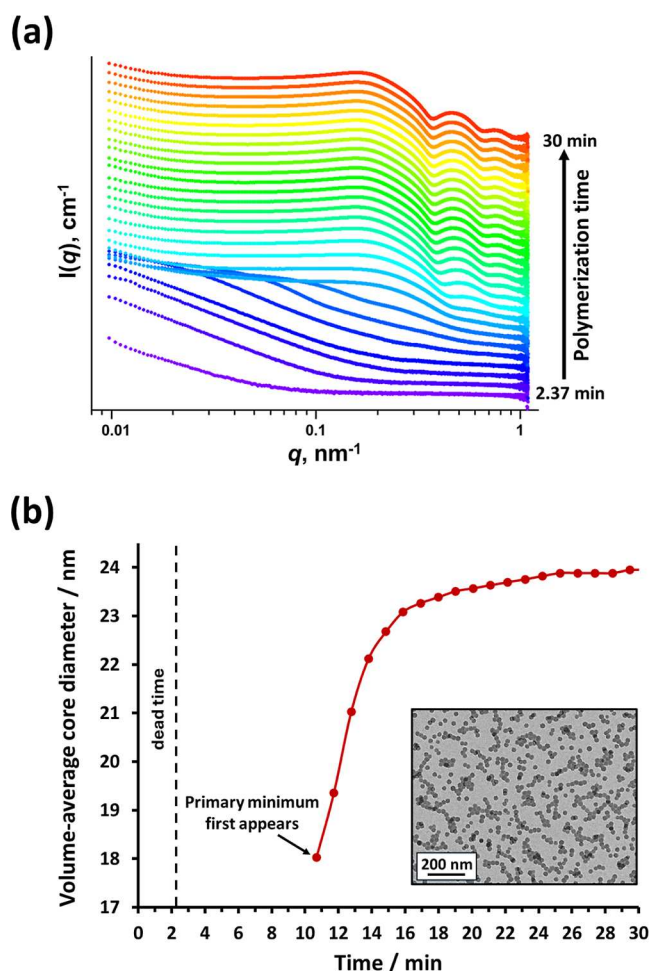 (a)
I(q), cm-1
30 min
Polymerization time
2.37 min
0.01
0.1
1
q, nm-1
(b)
Volume-average core diameter / nm
24
23
22
21
20
19
18
17
dead time
Primary minimum
first appears
200 nm
0 2 4 6 8 10 12 14 16 18 20 22 24 26 28 30
Time / min